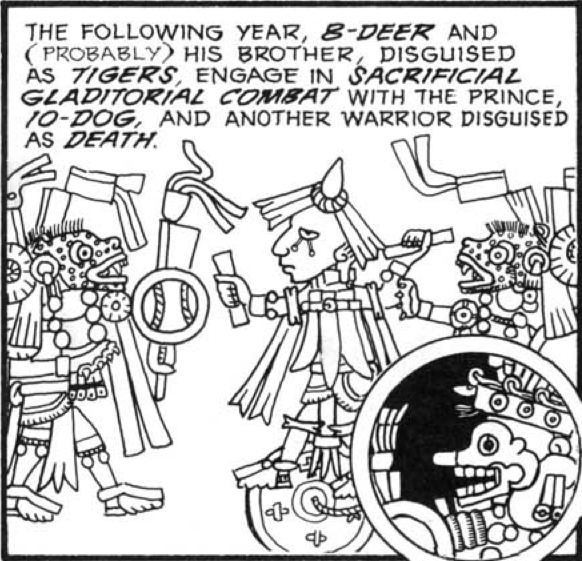 THE FOLLOWING YEAR, 8-DEER AND
(PROBABLY) HIS BROTHER, DISGUISED
AS TIGERS, ENGAGE IN SACRIFICIAL
GLADITORIAL COMBAT WITH THE PRINCE,
10-DOG, AND ANOTHER WARRIOR DISGUISED
AS DEATH.